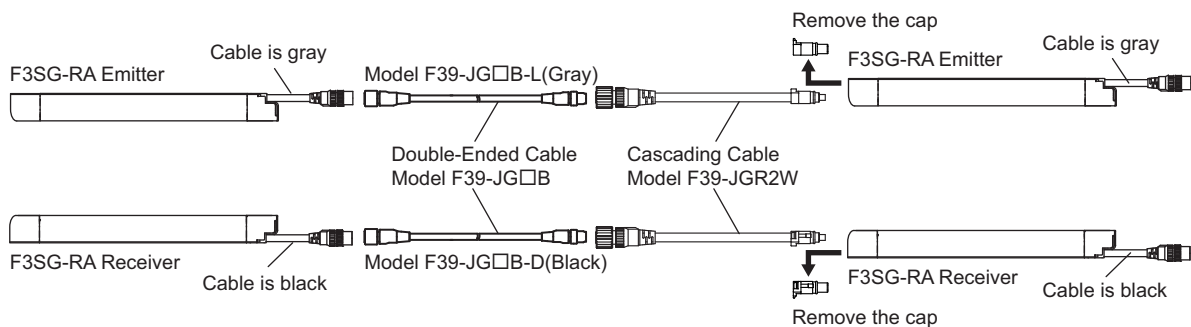 Remove the cap
Cable is gray
F3SG-RA Emitter
Model F39-JG□B-L(Gray)
F3SG-RA Emitter
Cable is gray
Double-Ended Cable
Model F39-JG□B
Cascading Cable
Model F39-JGR2W
F3SG-RA Receiver
Cable is black
Model F39-JG□B-D(Black)
F3SG-RA Receiver
Cable is black
Remove the cap